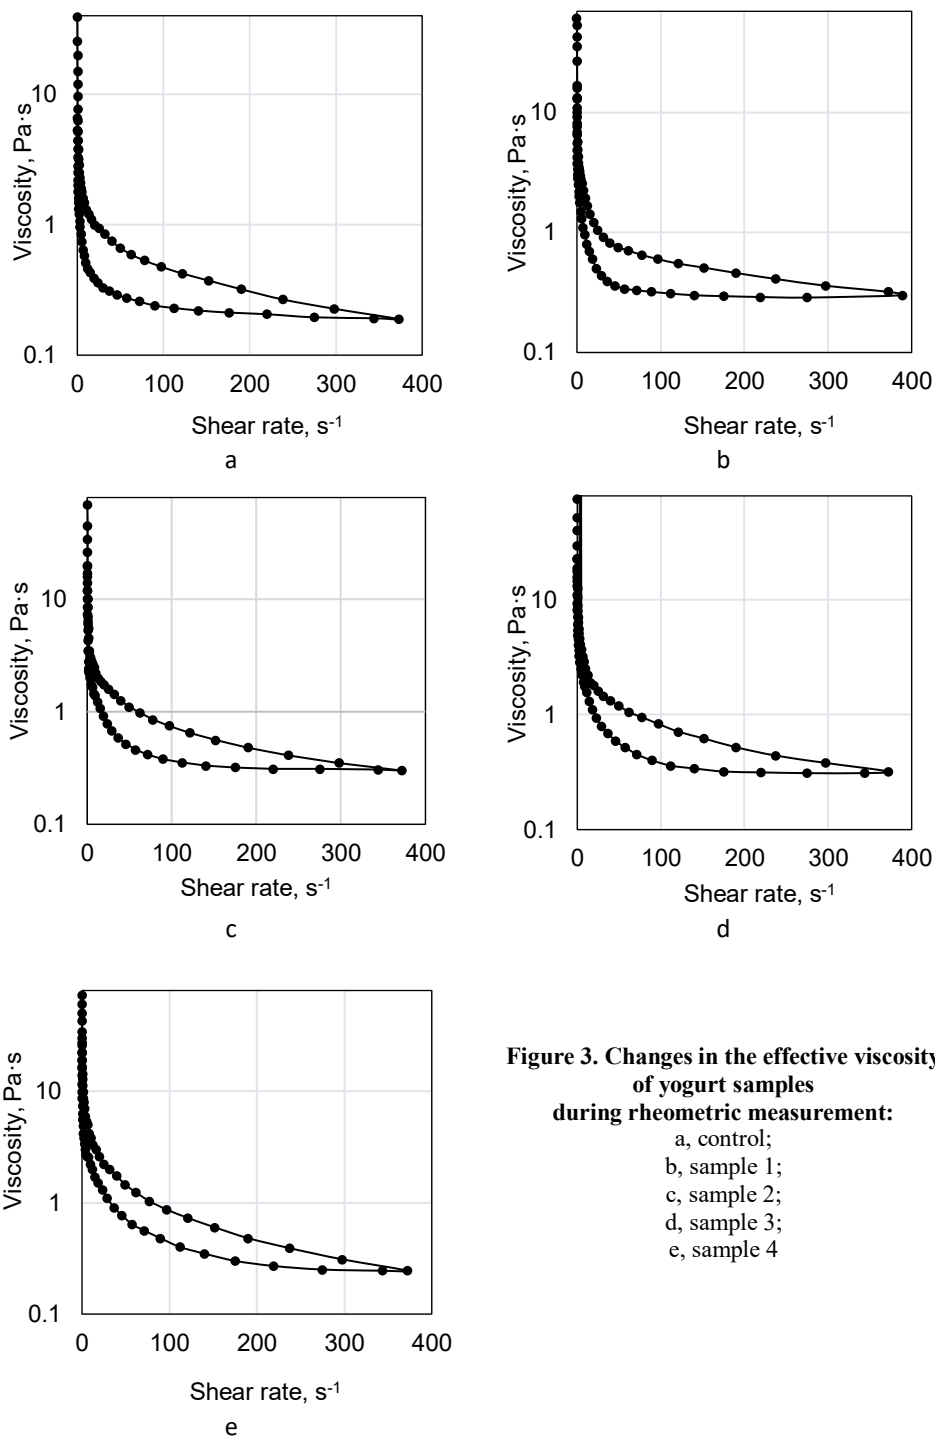 Viscosity, Pa·s
10
1
0.1
0 100 200 300 400
Shear rate, s-1
a
Viscosity, Pa·s
10
1
0.1
0 100 200 300 400
Shear rate, s-1
b
Viscosity, Pa·s
10
1
0.1
0 100 200 300 400
Shear rate, s-1
c
Viscosity, Pa·s
10
1
0.1
0 100 200 300 400
Shear rate, s-1
d
Viscosity, Pa·s
10
1
0.1
0 100 200 300 400
Shear rate, s-1
e
Figure 3. Changes in the effective viscosity
of yogurt samples
during rheometric measurement:
a, control;
b, sample 1;
c, sample 2;
d, sample 3;
e, sample 4